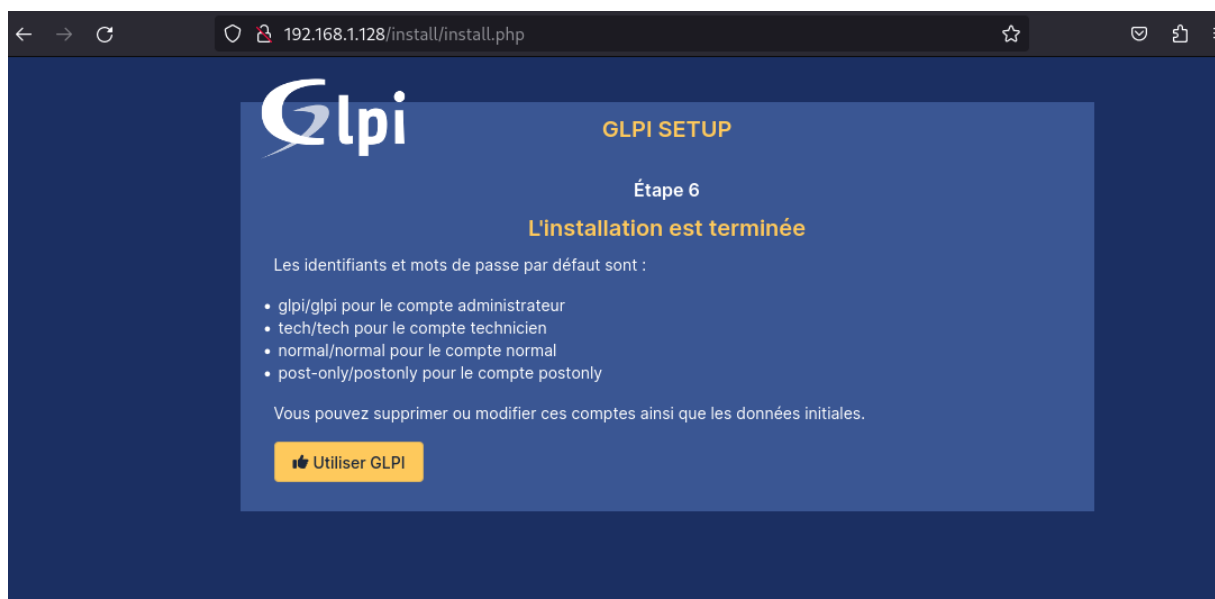 192.168.1.128/install/install.php
Glpi
GLPI SETUP
Étape 6
L'installation est terminée
Les identifiants et mots de passe par défaut sont :
• glpi/glpi pour le compte administrateur
• tech/tech pour le compte technicien
• normal/normal pour le compte normal
• post-only/postonly pour le compte postonly
Vous pouvez supprimer ou modifier ces comptes ainsi que les données initiales.
Utiliser GLPI